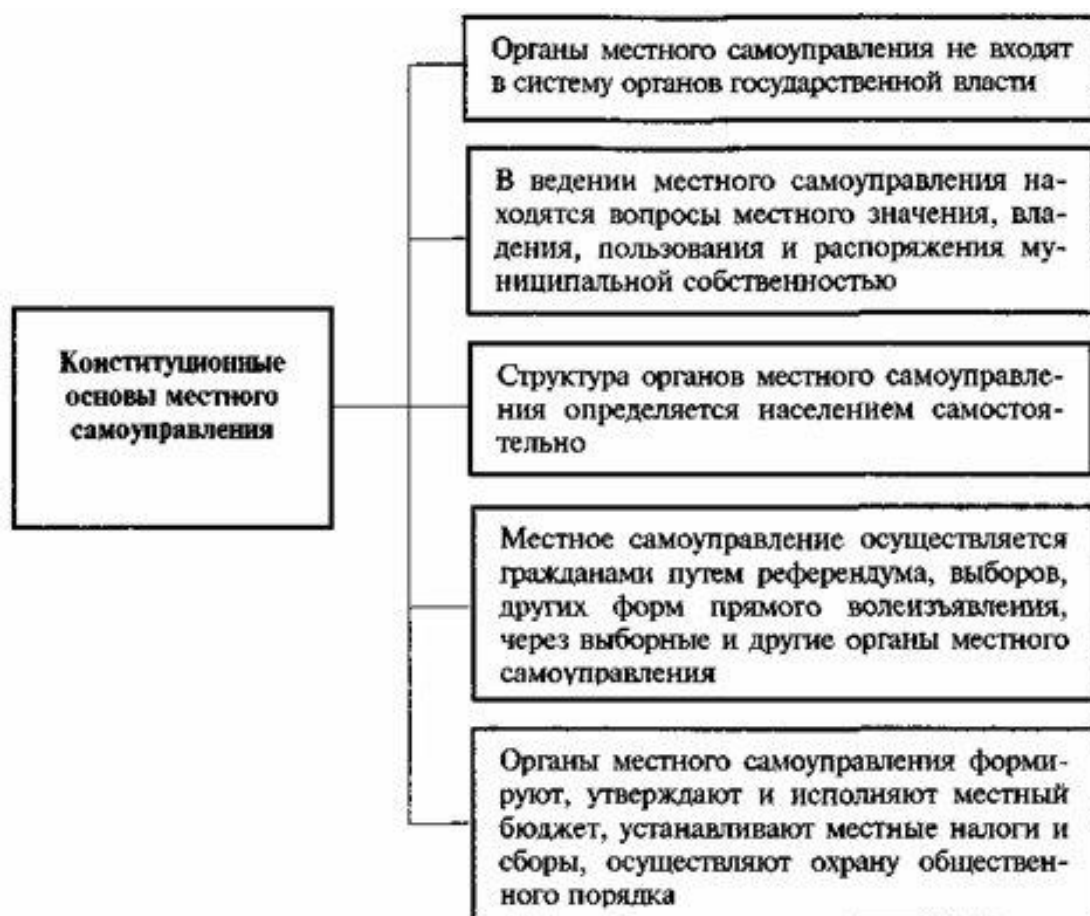 Конституционные
основы местного
самоуправления
Органы местного самоуправления не входят
в систему органов государственной власти
В ведении местного самоуправления на-
ходятся вопросы местного значения, вла-
дения, пользования и распоряжения му-
ниципальной собственностью
Структура органов местного самоуправле-
ния определяется населением самостоя-
тельно
Местное самоуправление осуществляется
гражданами путем референдума, выборов,
других форм прямого волеизъявления,
через выборные и другие органы местного
самоуправления
Органы местного самоуправления форми-
руют, утверждают и исполняют местный
бюджет, устанавливают местные налоги и
сборы, осуществляют охрану обществен-
ного порядка